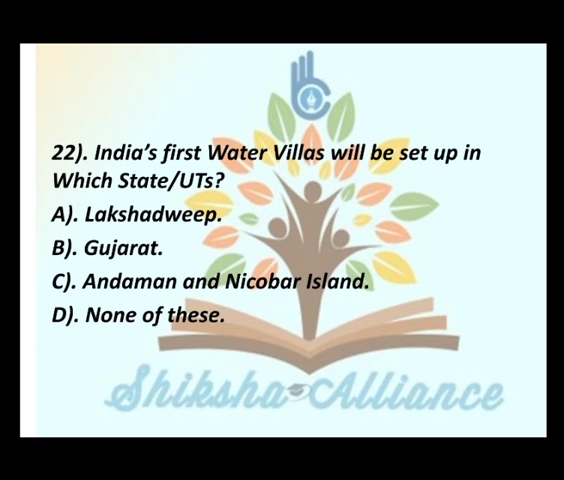 22). India's first Water Villas will be set up in
Which State/UTs?
A). Lakshadweep.
B). Gujarat.
C). Andaman and Nicobar Island.
D). None of these.
Shiksha Alliance